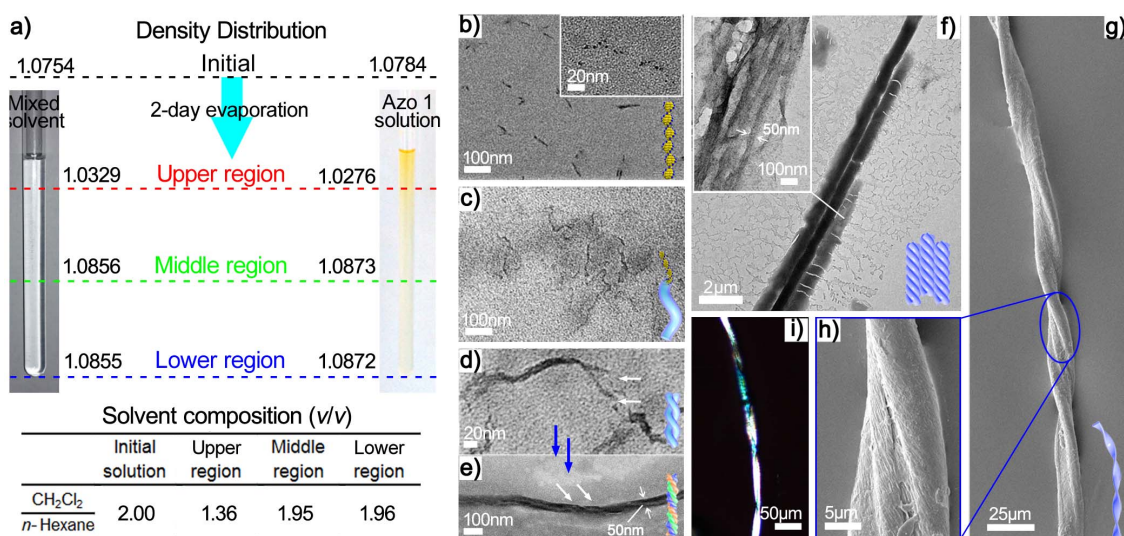 a)
Density Distribution
1.0754 Initial 1.0784
Mixed solvent
2-day evaporation
Azo 1 solution
1.0329 Upper region 1.0276
1.0856 Middle region 1.0873
1.0855 Lower region 1.0872
Solvent composition (v/v)
Initial solution Upper region Middle region Lower region
CH₂Cl₂
n-Hexane
2.00 1.36 1.95 1.96
b)
20nm
100nm
c)
100nm
d)
20nm
e)
50nm
100nm
f)
50nm
100nm
2μm
g)
25μm
i)
50μm
h)
5μm